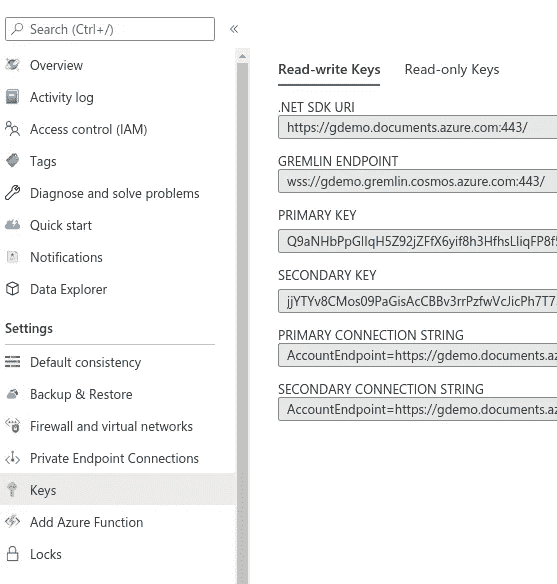 Search (Ctrl+/)
«
Overview
Activity log
Access control (IAM)
Tags
Diagnose and solve problems
Quick start
Notifications
Data Explorer
Settings
Default consistency
Backup & Restore
Firewall and virtual networks
Private Endpoint Connections
Keys
Add Azure Function
Locks
Read-write Keys Read-only Keys
.NET SDK URI
https://gdemo.documents.azure.com:443/
GREMLIN ENDPOINT
wss://gdemo.gremlin.cosmos.azure.com:443/
PRIMARY KEY
SECONDARY KEY
PRIMARY CONNECTION STRING
AccountEndpoint=https://gdemo.documents.az
SECONDARY CONNECTION STRING
AccountEndpoint=https://gdemo.documents.az